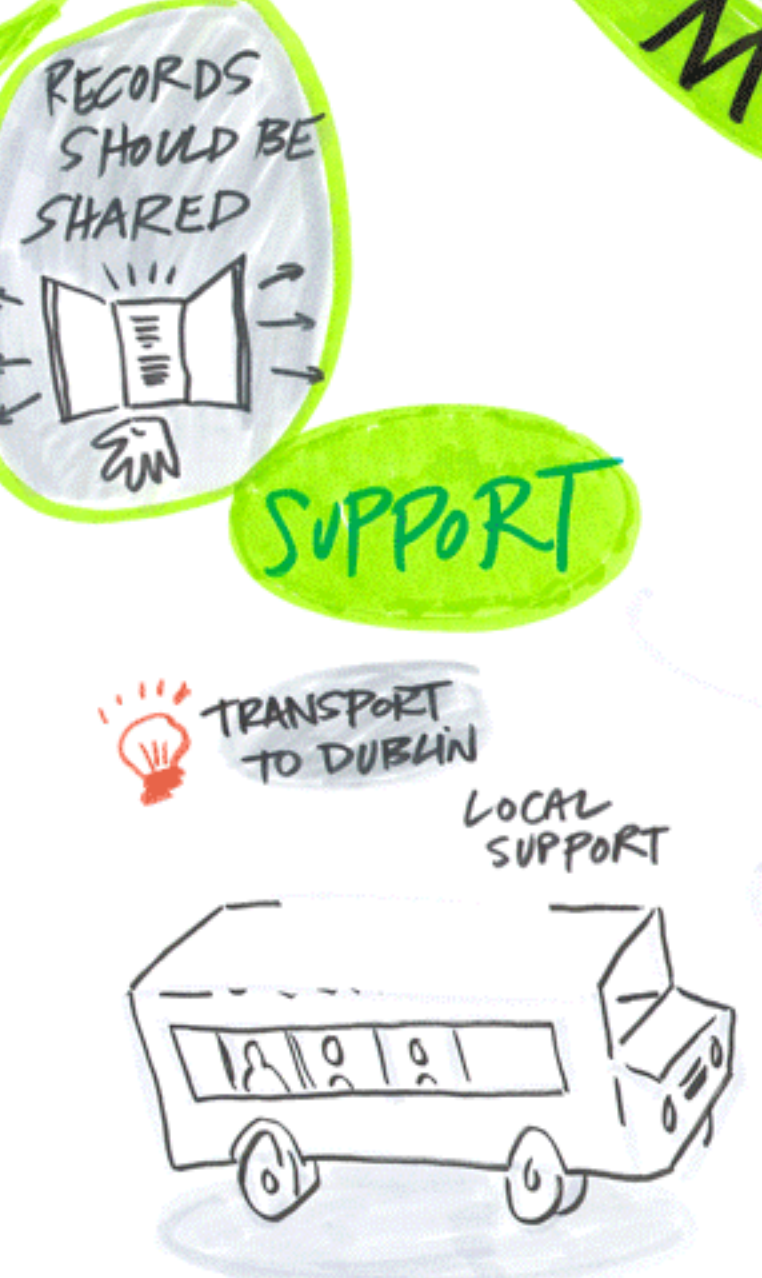 M
RECORDS
SHOULD BE
SHARED
SUPPORT
TRANSPORT
TO DUBLIN
LOCAL
SUPPORT